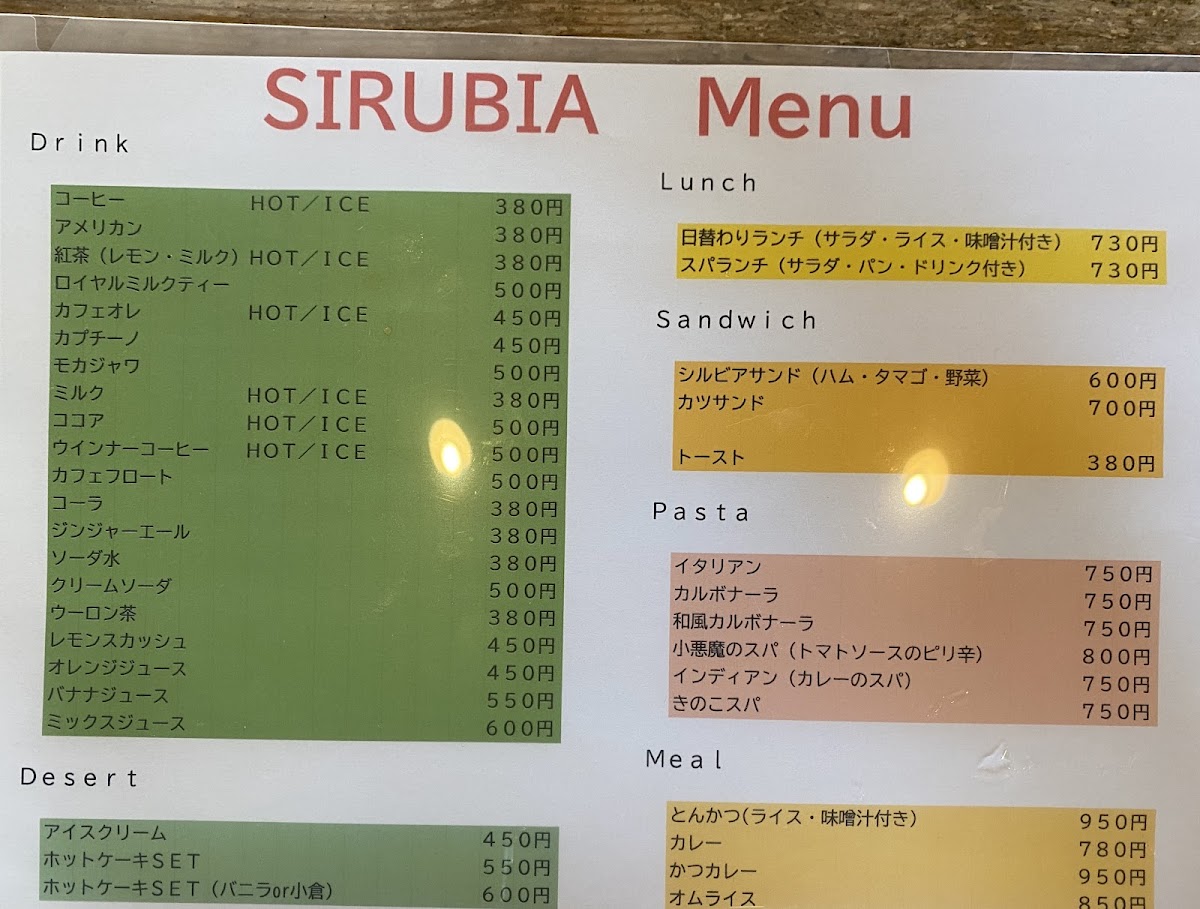 SIRUBIA Menu
Drink
コーヒー HOT／ICE 380円
アメリカン 380円
紅茶（レモン・ミルク）HOT／ICE 380円
ロイヤルミルクティー 500円
カフェオレ HOT／ICE 450円
カプチーノ 450円
モカジャワ 500円
ミルク HOT／ICE 380円
ココア HOT／ICE 500円
ウインナーコーヒー HOT／ICE 500円
カフェフロート 500円
コーラ 380円
ジンジャーエール 380円
ソーダ水 380円
クリームソーダ 500円
ウーロン茶 380円
レモンスカッシュ 450円
オレンジジュース 450円
バナナジュース 550円
ミックスジュース 600円
Desert
アイスクリーム 450円
ホットケーキSET 550円
ホットケーキSET（バニラor小倉） 600円
Lunch
日替わりランチ（サラダ・ライス・味噌汁付き） 730円
スパランチ（サラダ・パン・ドリンク付き） 730円
Sandwich
シルビアサンド（ハム・タマゴ・野菜） 600円
カツサンド 700円
トースト 380円
Pasta
イタリアン 750円
カルボナーラ 750円
和風カルボナーラ 750円
小悪魔のスパ（トマトソースのピリ辛） 800円
インディアン（カレーのスパ） 750円
きのこスパ 750円
Meal
とんかつ(ライス・味噌汁付き） 950円
カレー 780円
かつカレー 950円
オムライス 850円